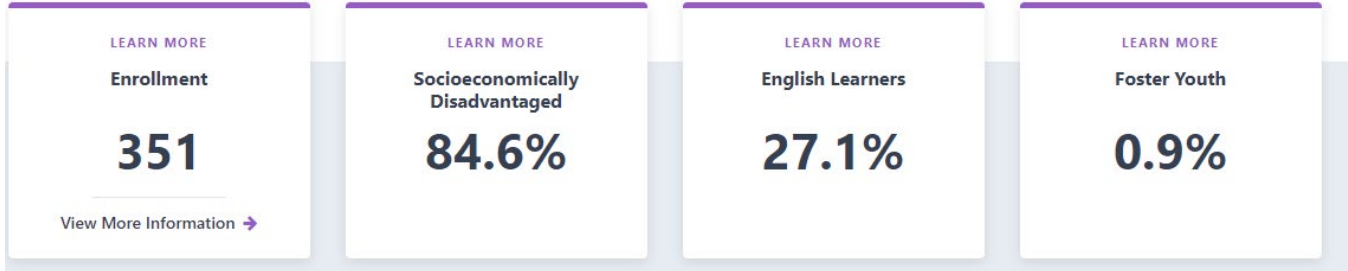 LEARN MORE
Enrollment
351
View More Information
LEARN MORE
Socioeconomically
Disadvantaged
84.6%
LEARN MORE
English Learners
27.1%
LEARN MORE
Foster Youth
0.9%